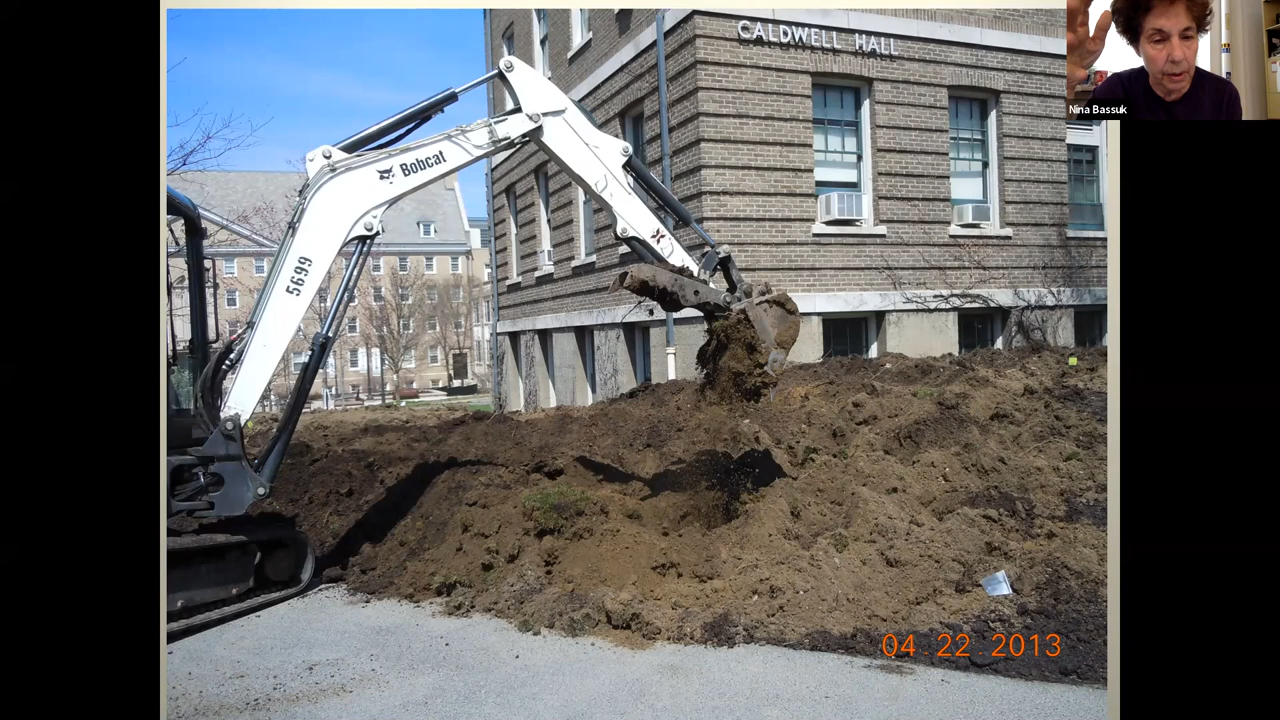 CALDWELL HALL
Nina Bassuk
Bobcat
5699
04.22.2013